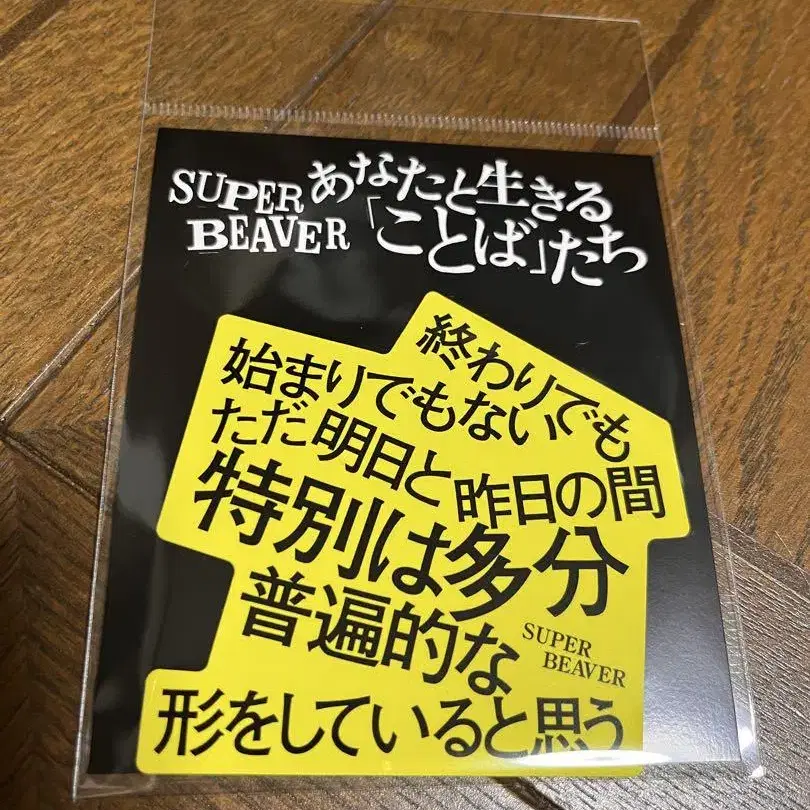 SUPER
BEAVER
あなたと生きる
「ことば」たち
終わりでも
始まりでもない
ただ明日と昨日の間
特別は多分
普遍的な
形をしていると思う
SUPER
BEAVER